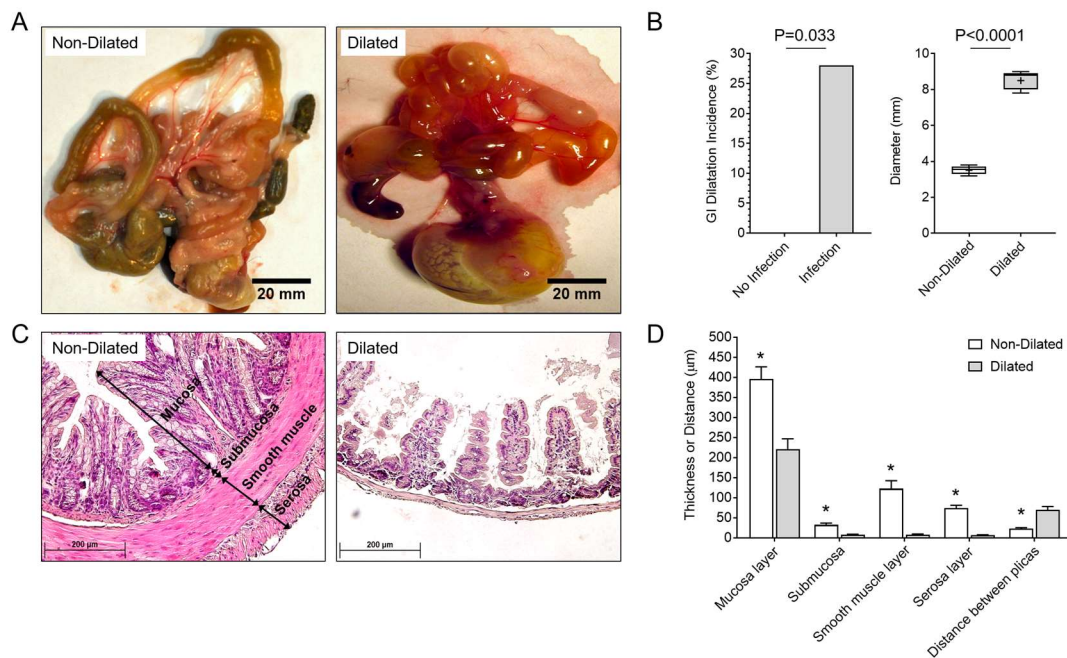 A
Non-Dilated
20 mm
Dilated
20 mm
B
P=0.033
GI Dilatation Incidence (%)
30
25
20
15
10
5
0
No Infection
Infection
P<0.0001
Diameter (mm)
10
8
6
4
2
0
Non-Dilated
Dilated
C
Non-Dilated
Mucosa
Submucosa
Smooth muscle
Serosa
200 µm
Dilated
200 µm
D
Non-Dilated
Dilated
Thickness or Distance (µm)
500
450
400
350
300
250
200
150
100
50
0
*
*
*
*
*
Mucosa layer
Submucosa
Smooth muscle layer
Serosa layer
Distance between plicas